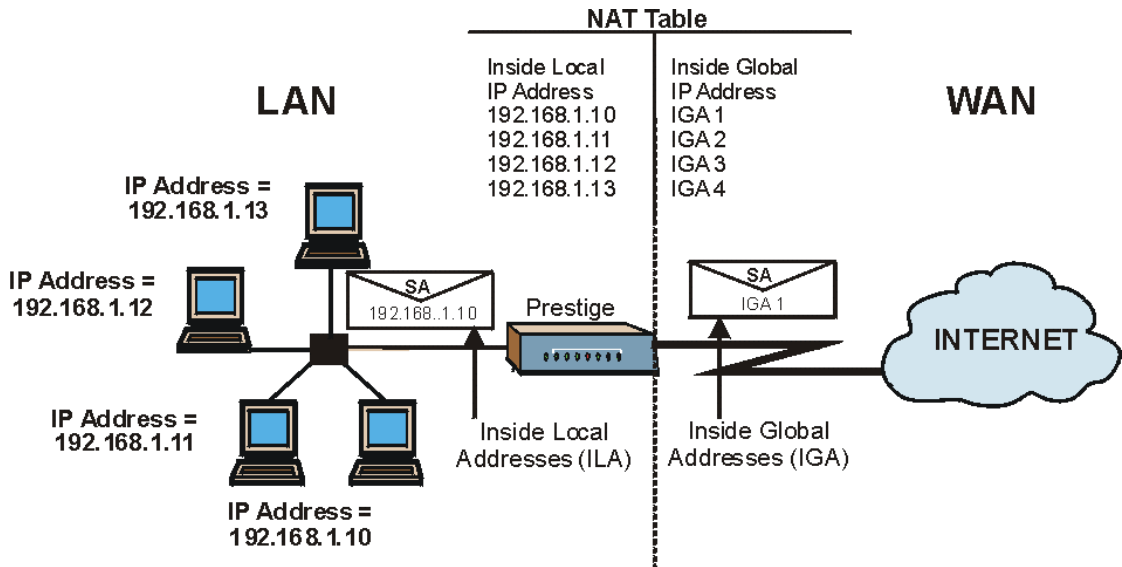 NAT Table
Inside Local
IP Address
192.168.1.10
192.168.1.11
192.168.1.12
192.168.1.13
Inside Global
IP Address
IGA 1
IGA 2
IGA 3
IGA 4
LAN
WAN
IP Address =
192.168.1.13
IP Address =
192.168.1.12
SA
192.168..1.10
Prestige
SA
IGA 1
INTERNET
IP Address =
192.168.1.11
Inside Local
Addresses (ILA)
Inside Global
Addresses (IGA)
IP Address =
192.168.1.10